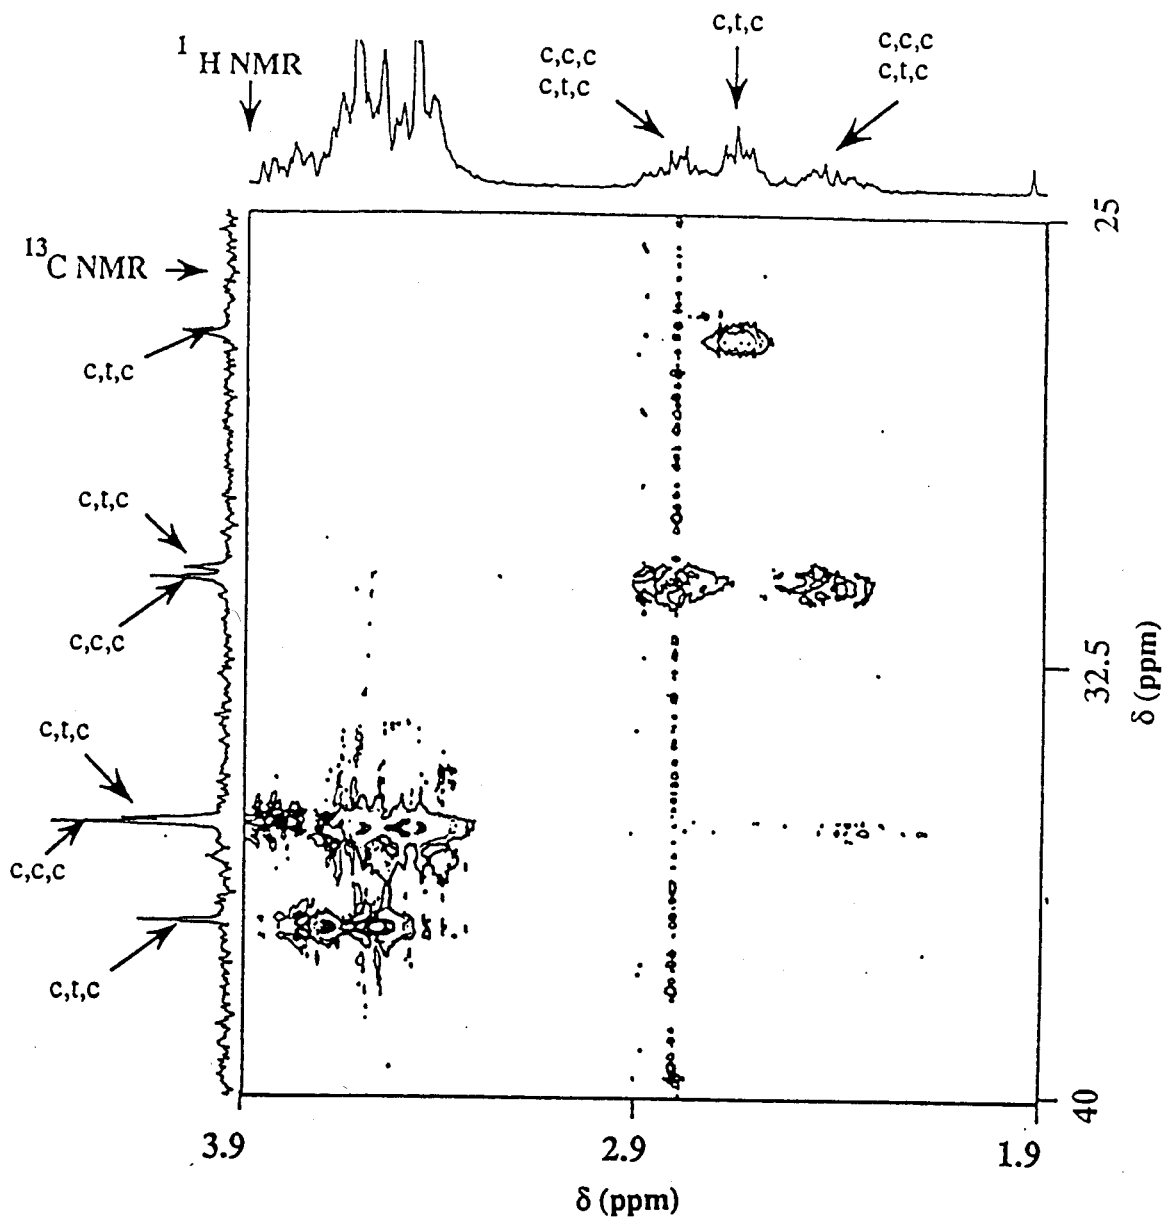 1H NMR
c,c,c
c,t,c
c,t,c
c,c,c
c,t,c
13C NMR
c,t,c
c,t,c
c,c,c
c,t,c
c,c,c
c,t,c
25
32.5
δ (ppm)
40
3.9
2.9
1.9
δ (ppm)